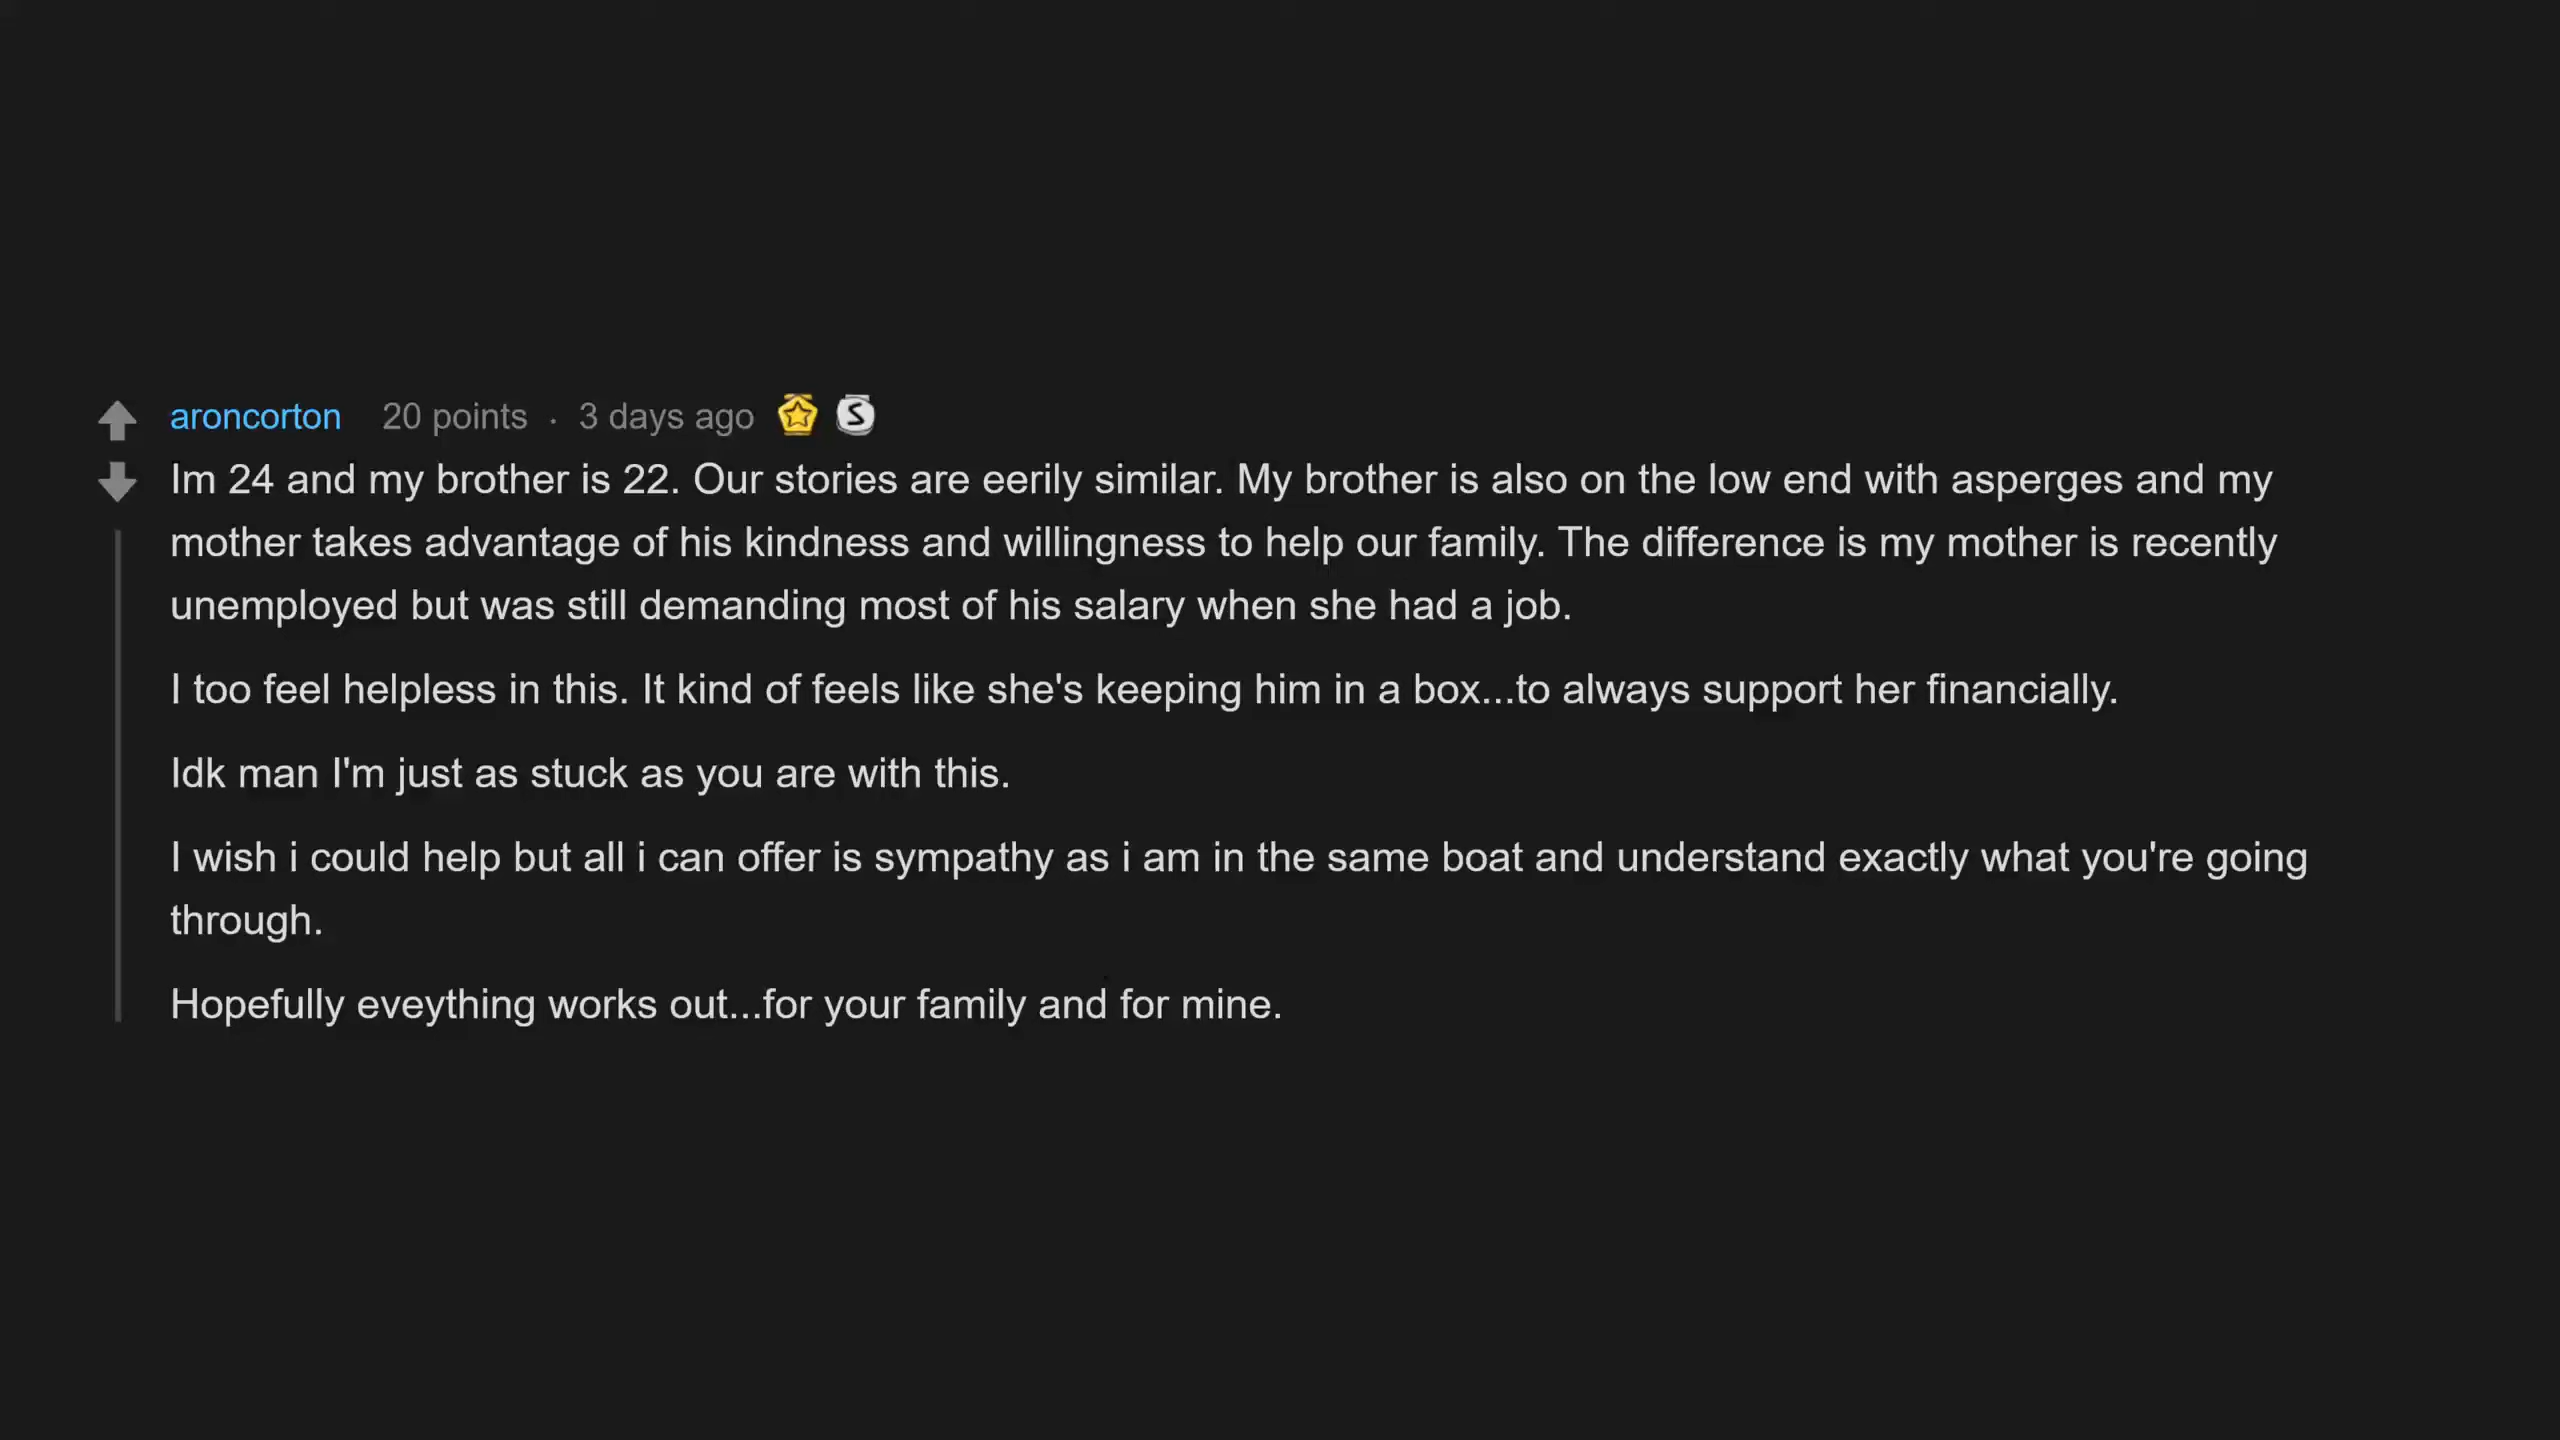 aroncorton 20 points · 3 days ago S
Im 24 and my brother is 22. Our stories are eerily similar. My brother is also on the low end with asperges and my
mother takes advantage of his kindness and willingness to help our family. The difference is my mother is recently
unemployed but was still demanding most of his salary when she had a job.
I too feel helpless in this. It kind of feels like she's keeping him in a box...to always support her financially.
Idk man I'm just as stuck as you are with this.
I wish i could help but all i can offer is sympathy as i am in the same boat and understand exactly what you're going
through.
Hopefully eveything works out...for your family and for mine.